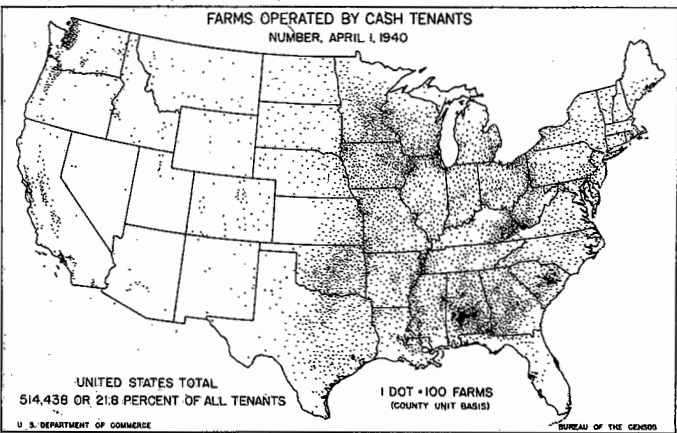 FARMS OPERATED BY CASH TENANTS
NUMBER, APRIL 1, 1940
UNITED STATES TOTAL
514,438 OR 21.8 PERCENT OF ALL TENANTS
1 DOT = 100 FARMS
(COUNTY UNIT BASIS)
U. S. DEPARTMENT OF COMMERCE
BUREAU OF THE CENSUS